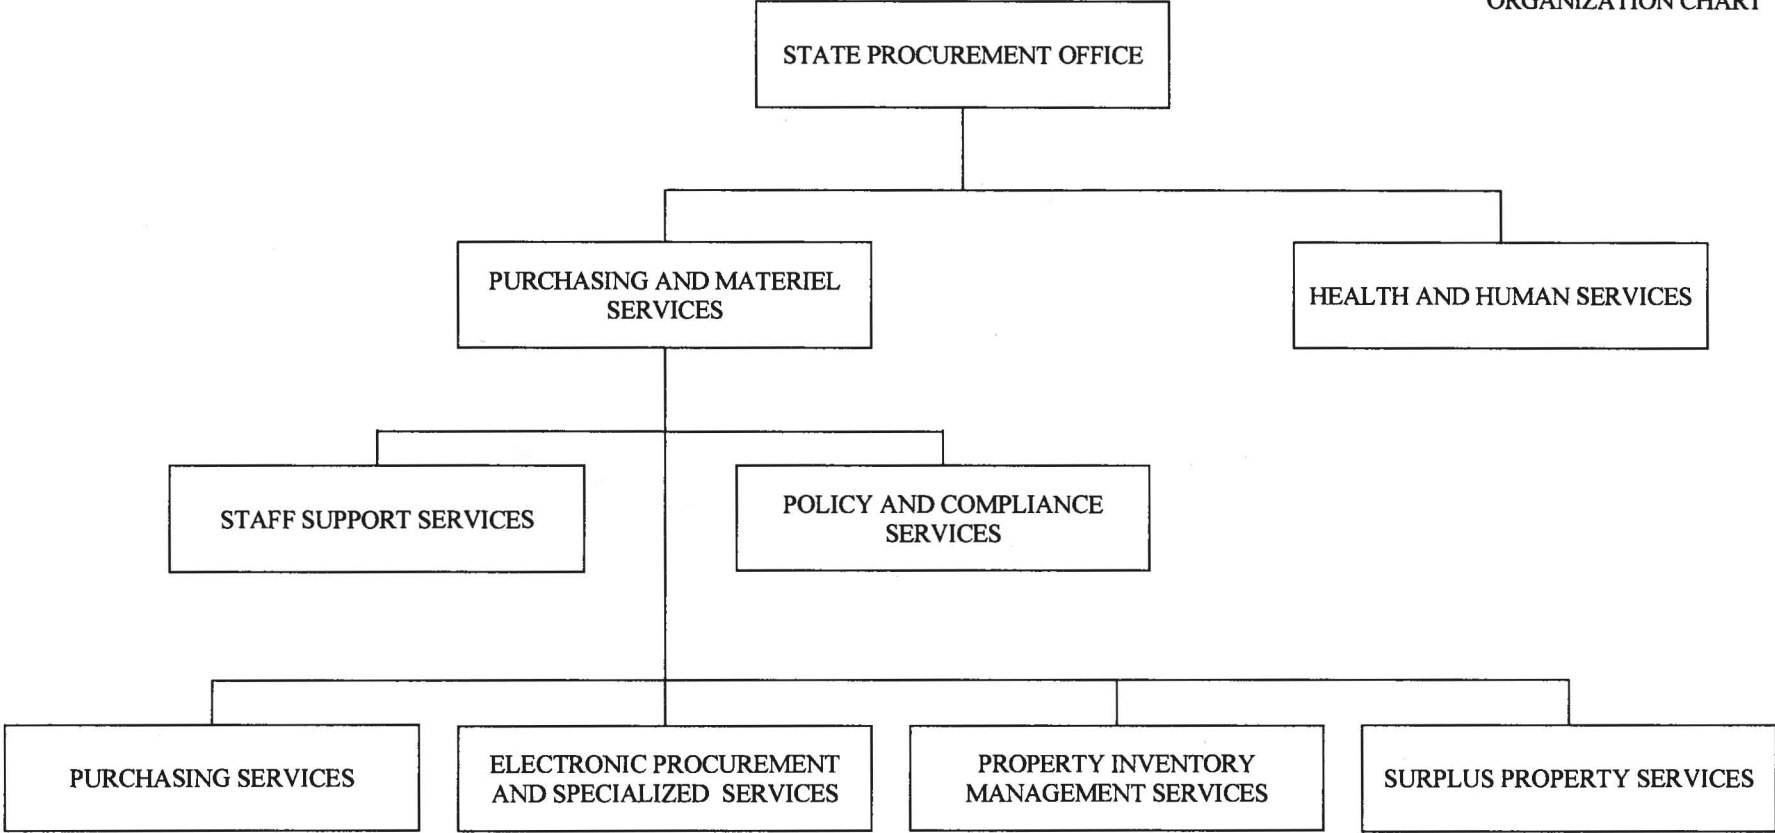 ORGANIZATION CHART
STATE PROCUREMENT OFFICE
PURCHASING AND MATERIEL
SERVICES
HEALTH AND HUMAN SERVICES
STAFF SUPPORT SERVICES
POLICY AND COMPLIANCE
SERVICES
PURCHASING SERVICES
ELECTRONIC PROCUREMENT
AND SPECIALIZED SERVICES
PROPERTY INVENTORY
MANAGEMENT SERVICES
SURPLUS PROPERTY SERVICES